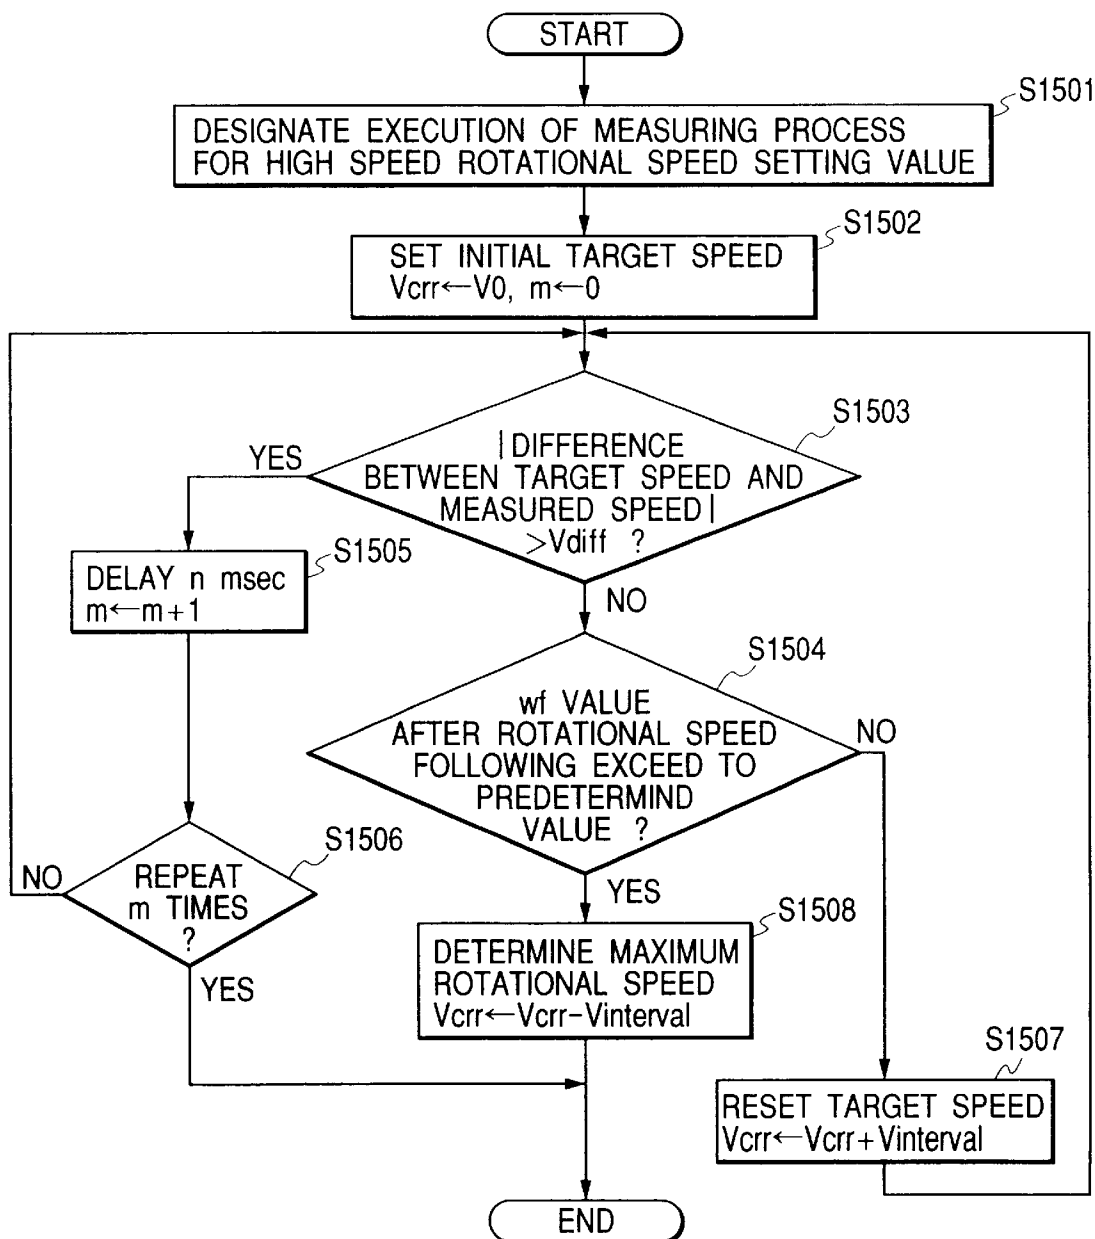 START
S1501
DESIGNATE EXECUTION OF MEASURING PROCESS
FOR HIGH SPEED ROTATIONAL SPEED SETTING VALUE
S1502
SET INITIAL TARGET SPEED
Vcrr←V0, m←0
S1503
|DIFFERENCE
BETWEEN TARGET SPEED AND
MEASURED SPEED|
>Vdiff ?
YES
NO
S1505
DELAY n msec
m←m+1
S1504
wf VALUE
AFTER ROTATIONAL SPEED
FOLLOWING EXCEED TO
PREDETERMIND
VALUE ?
NO
YES
S1506
REPEAT
m TIMES
?
NO
YES
S1508
DETERMINE MAXIMUM
ROTATIONAL SPEED
Vcrr←Vcrr-Vinterval
S1507
RESET TARGET SPEED
Vcrr←Vcrr+Vinterval
END